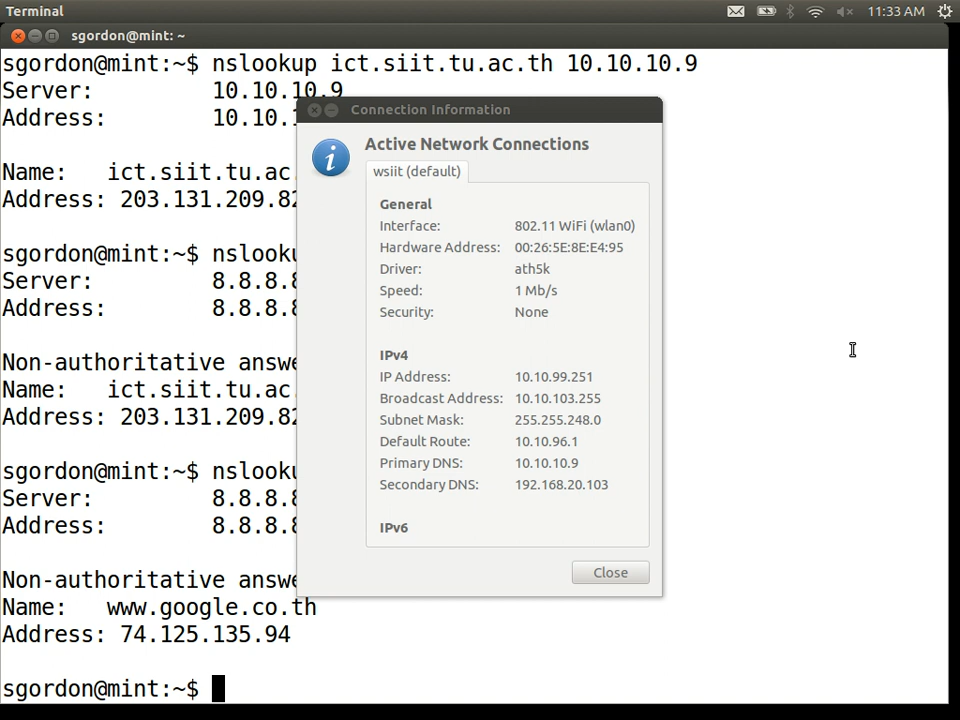 Terminal
11:33 AM
sgordon@mint: ~
sgordon@mint:~$ nslookup ict.siit.tu.ac.th 10.10.10.9
Server: 10.10.10.9
Address: 10.10.1
Name: ict.siit.tu.ac.
Address: 203.131.209.82
sgordon@mint:~$ nslooku
Server: 8.8.8.8
Address: 8.8.8.8
Non-authoritative answe
Name: ict.siit.tu.ac.
Address: 203.131.209.82
sgordon@mint:~$ nslooku
Server: 8.8.8.8
Address: 8.8.8.8
Non-authoritative answe
Name: www.google.co.th
Address: 74.125.135.94
sgordon@mint:~$
Connection Information
Active Network Connections
wsiit (default)
General
Interface: 802.11 WiFi (wlan0)
Hardware Address: 00:26:5E:8E:E4:95
Driver: ath5k
Speed: 1 Mb/s
Security: None
IPv4
IP Address: 10.10.99.251
Broadcast Address: 10.10.103.255
Subnet Mask: 255.255.248.0
Default Route: 10.10.96.1
Primary DNS: 10.10.10.9
Secondary DNS: 192.168.20.103
IPv6
Close